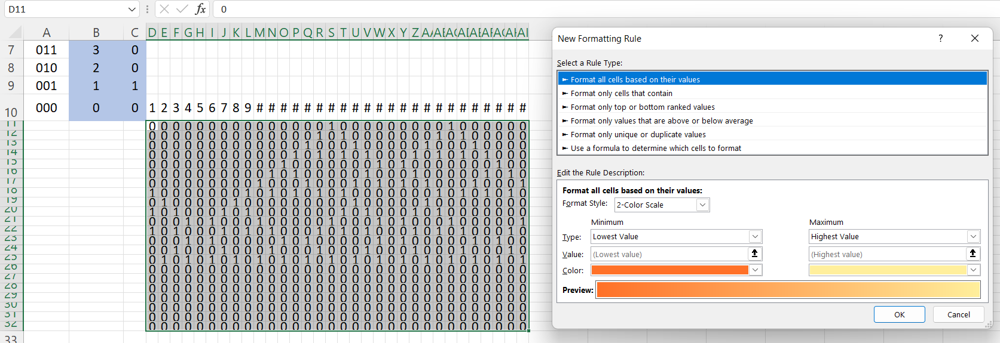 D11 fx 0
A B C D E F G H I J K L M N O P Q R S T U V W X Y Z
7 011 3 0
8 010 2 0
9 001 1 1
10 000 0 0 1 2 3 4 5 6 7 8 9 # # # # # # # # # # # # # # # # # # # # # # #
11 0 0 0 0 0 0 0 0 0 0 0 0 0 0 0 1 0 0 0 0 0 0 0 0 0 1 0 0 0 0 0 0
12 0 0 0 0 0 0 0 0 0 0 0 0 0 0 1 0 1 0 0 0 0 0 0 0 1 0 1 0 0 0 0 0
13 0 0 0 0 0 0 0 0 0 0 0 0 0 1 0 0 0 1 0 0 0 0 0 1 0 0 0 1 0 0 0 0
14 0 0 0 0 0 0 0 0 0 0 0 0 1 0 1 0 1 0 1 0 0 0 1 0 1 0 1 0 1 0 0 0
15 0 0 0 0 0 0 0 0 0 0 0 1 0 0 0 0 0 0 0 1 0 1 0 0 0 0 0 0 0 1 0 0
16 0 0 0 0 0 0 0 0 0 0 1 0 1 0 0 0 0 0 1 0 0 0 1 0 0 0 0 0 1 0 1 0
17 0 0 0 0 0 0 0 0 0 1 0 0 0 1 0 0 0 1 0 1 0 1 0 1 0 0 0 1 0 0 0 1
18 1 0 0 0 0 0 0 0 1 0 1 0 1 0 1 0 1 0 0 0 0 0 0 0 1 0 1 0 1 0 1 0
19 0 1 0 0 0 0 0 1 0 0 0 0 0 0 0 0 0 1 0 0 0 0 0 1 0 0 0 0 0 0 0 0
20 1 0 1 0 0 0 1 0 1 0 0 0 0 0 0 0 1 0 1 0 0 0 1 0 1 0 0 0 0 0 0 0
21 0 0 0 1 0 1 0 1 0 0 0 0 0 0 0 1 0 0 0 1 0 1 0 0 0 1 0 0 0 0 0 1
22 1 0 1 0 0 0 1 0 1 0 1 0 0 0 1 0 1 0 1 0 0 0 1 0 1 0 1 0 0 0 1 0
23 0 0 0 1 0 1 0 0 0 0 0 1 0 1 0 0 0 0 0 1 0 1 0 0 0 0 0 1 0 1 0 0
24 0 0 1 0 0 0 1 0 0 0 1 0 0 0 1 0 0 0 1 0 0 0 1 0 0 0 1 0 0 0 1 0
25 0 1 0 1 0 1 0 1 0 1 0 1 0 1 0 1 0 1 0 1 0 1 0 1 0 1 0 1 0 1 0 1
26 0 0 0 0 0 0 0 0 0 0 0 0 0 0 0 0 0 0 0 0 0 0 0 0 0 0 0 0 0 0 0 0
27 0 0 0 0 0 0 0 0 0 0 0 0 0 0 0 0 0 0 0 0 0 0 0 0 0 0 0 0 0 0 0 0
28 0 0 0 0 0 0 0 0 0 0 0 0 0 0 0 0 0 0 0 0 0 0 0 0 0 0 0 0 0 0 0 0
29 0 0 0 0 0 0 0 0 0 0 0 0 0 0 0 0 0 0 0 0 0 0 0 0 0 0 0 0 0 0 0 0
30 0 0 0 0 0 0 0 0 0 0 0 0 0 0 0 0 0 0 0 0 0 0 0 0 0 0 0 0 0 0 0 0
31 0 0 0 0 0 0 0 0 0 0 0 0 0 0 0 0 0 0 0 0 0 0 0 0 0 0 0 0 0 0 0 0
32 0 0 0 0 0 0 0 0 0 0 0 0 0 0 0 0 0 0 0 0 0 0 0 0 0 0 0 0 0 0 0 0
33
New Formatting Rule ?
Select a Rule Type:
► Format all cells based on their values
► Format only cells that contain
► Format only top or bottom ranked values
► Format only values that are above or below average
► Format only unique or duplicate values
► Use a formula to determine which cells to format
Edit the Rule Description:
Format all cells based on their values:
Format Style: 2-Color Scale
Minimum Maximum
Type: Lowest Value Highest Value
Value: (Lowest value) (Highest value)
Color:
Preview:
OK Cancel